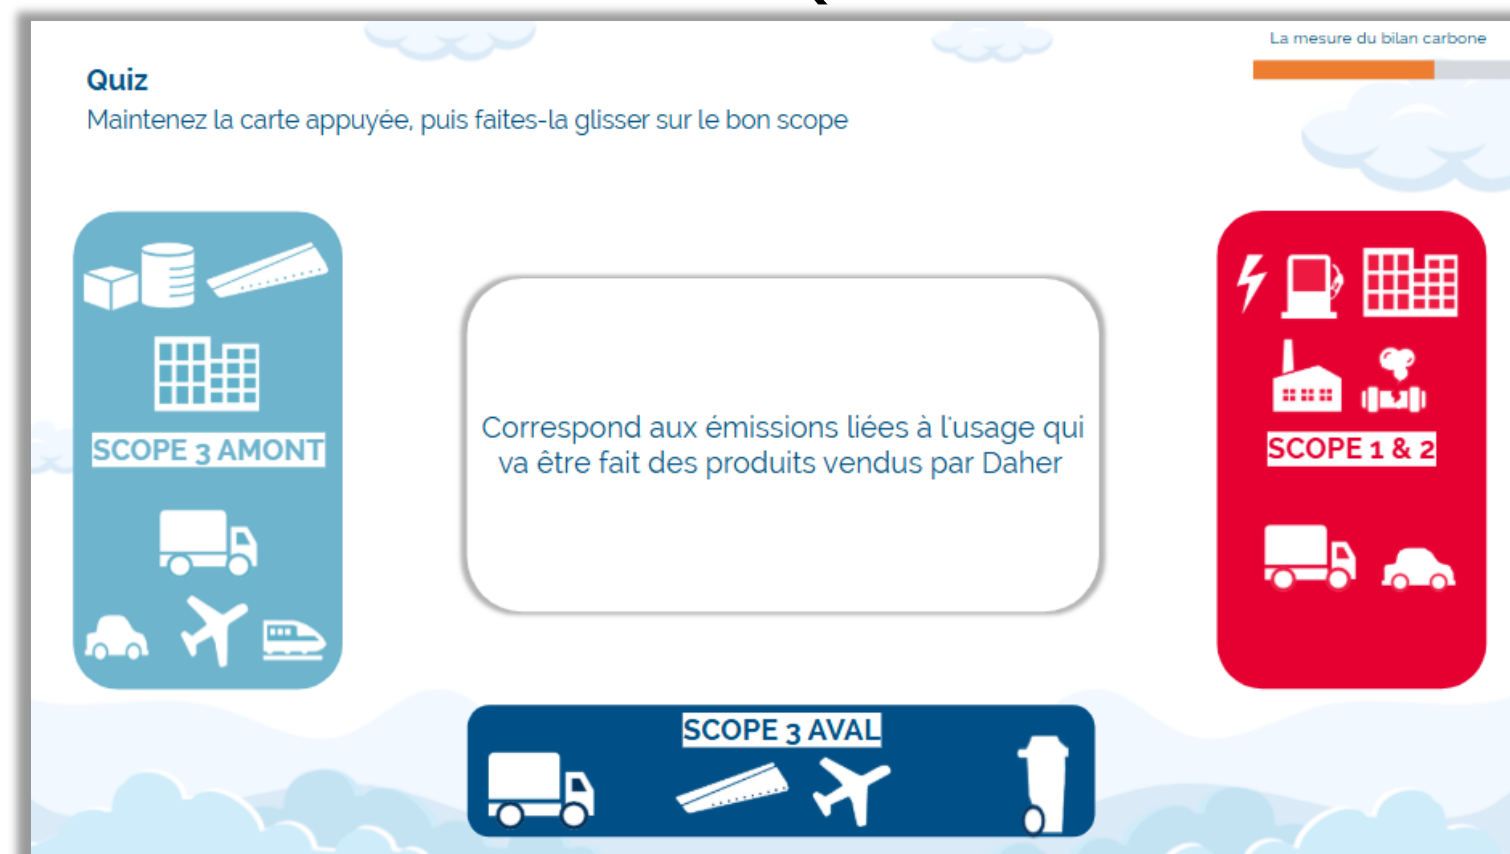 La mesure du bilan carbone
Quiz
Maintenez la carte appuyée, puis faites-la glisser sur le bon scope
SCOPE 3 AMONT
Correspond aux émissions liées à l'usage qui
va être fait des produits vendus par Daher
SCOPE 1 & 2
SCOPE 3 AVAL